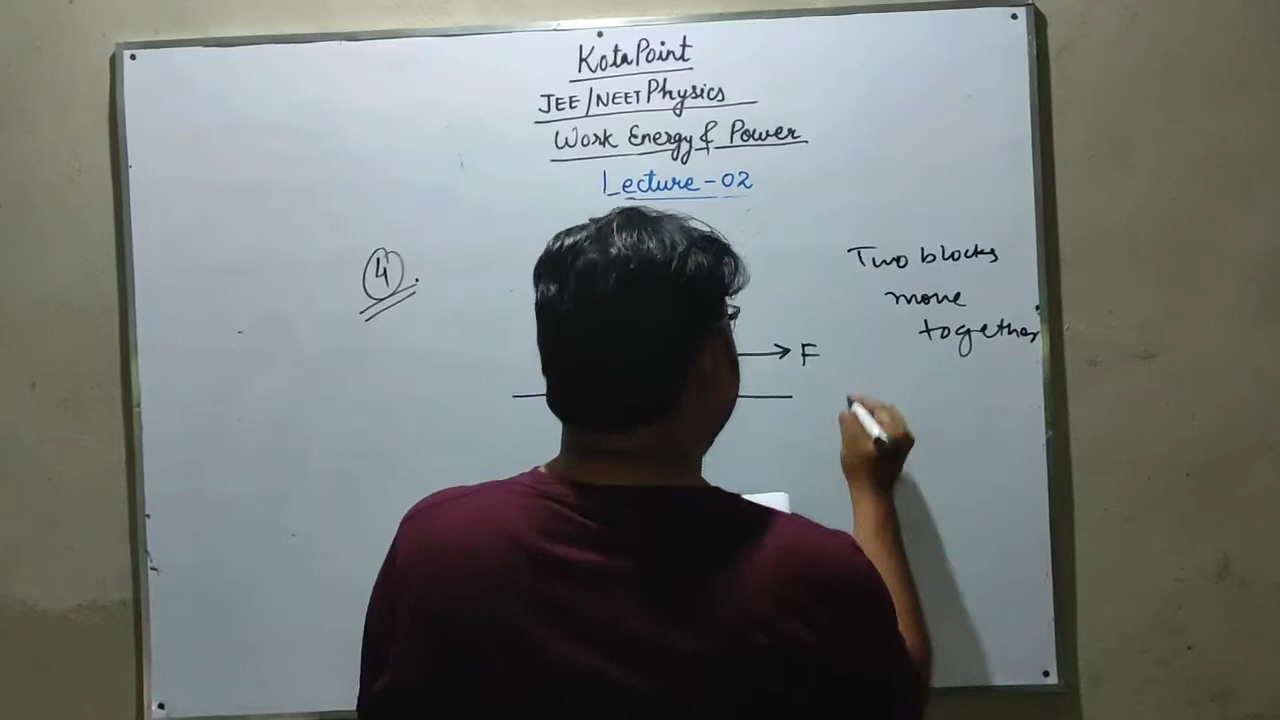 KotaPoint
JEE/NEET Physics
Work Energy & Power
Lecture-02
4.
Two blocks
move
together
F